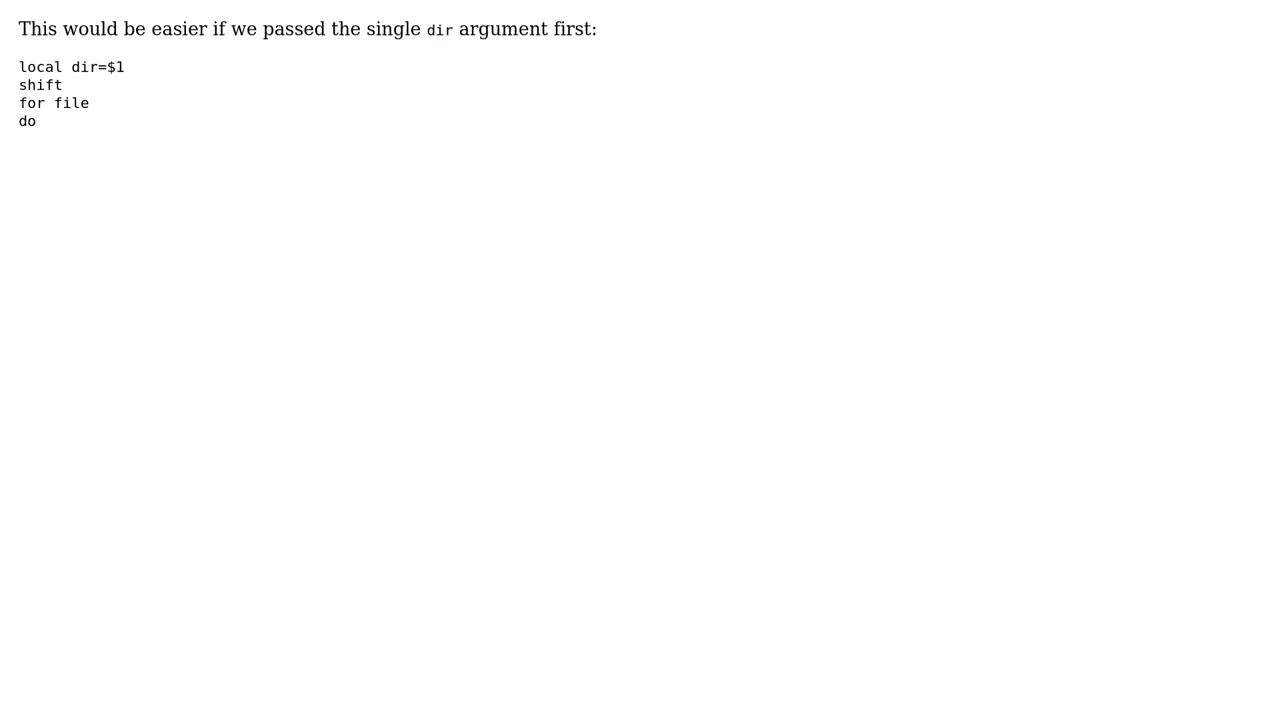 This would be easier if we passed the single dir argument first:
local dir=$1
shift
for file
do